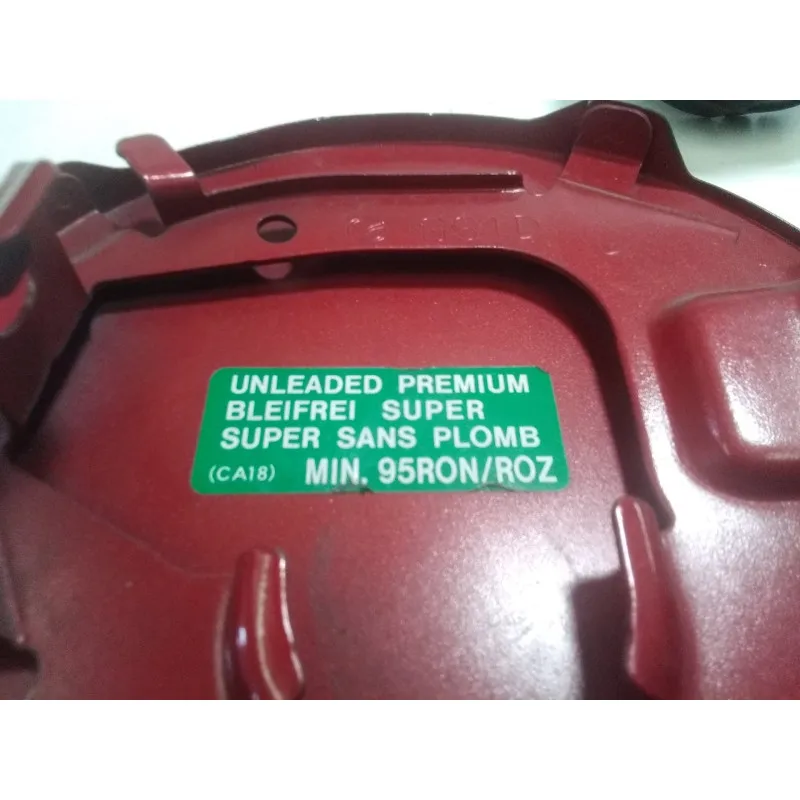 UNLEADED PREMIUM
BLEIFREI SUPER
SUPER SANS PLOMB
(CA18) MIN. 95RON/ROZ